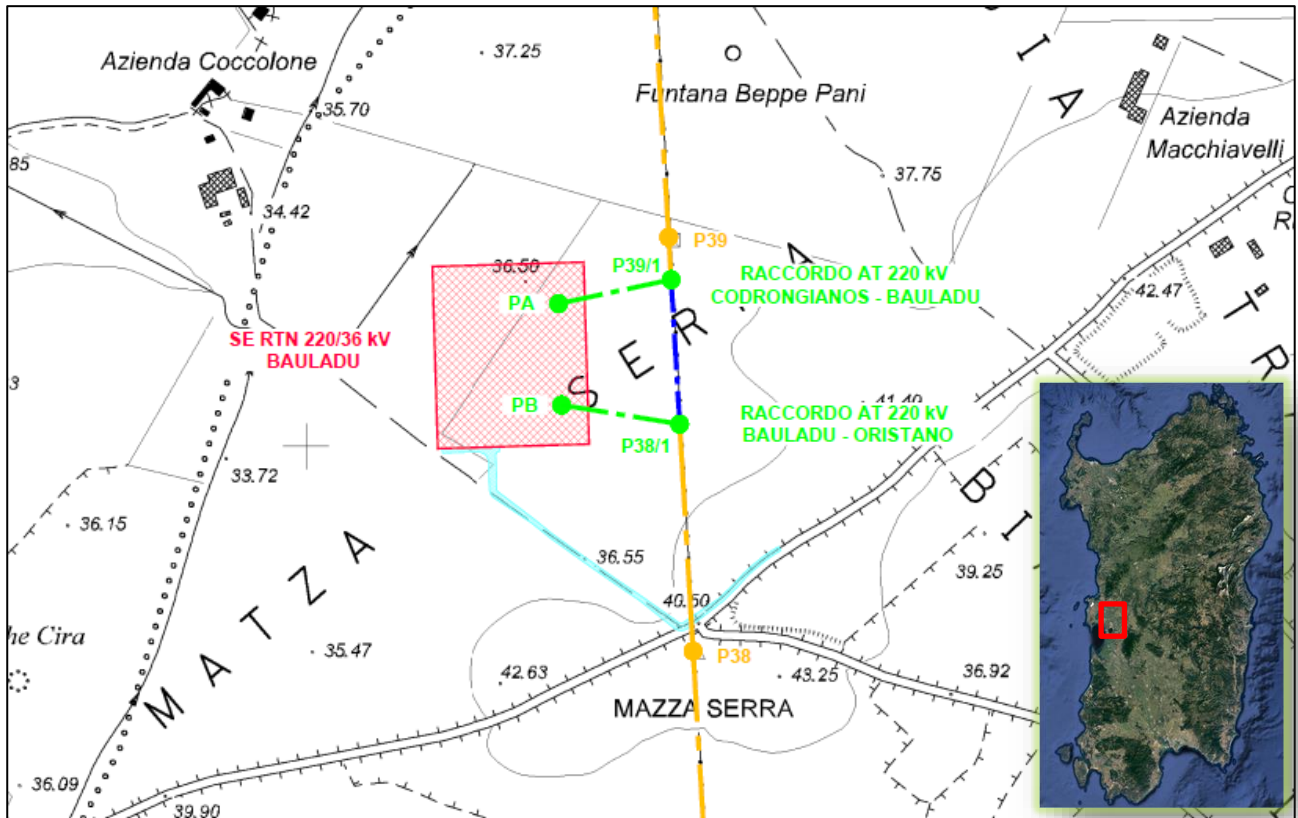 37.25
Azienda Coccolone
Funtana Beppe Pani
I
A
Azienda
Macchiavelli
35.70
85
37.75
34.42
P39
P39/1
36.50
PA
RACCORDO AT 220 kV
CODRONGIANOS - BAULADU
42.47
SE RTN 220/36 kV
BAULADU
S E R A
T R
3
PB
P38/1
41.40
RACCORDO AT 220 kV
BAULADU - ORISTANO
33.72
36.15
B I
36.55
39.25
M A T Z A
40.50
he Cira
35.47
P38
42.63
43.25
36.92
MAZZA SERRA
36.09
39.90